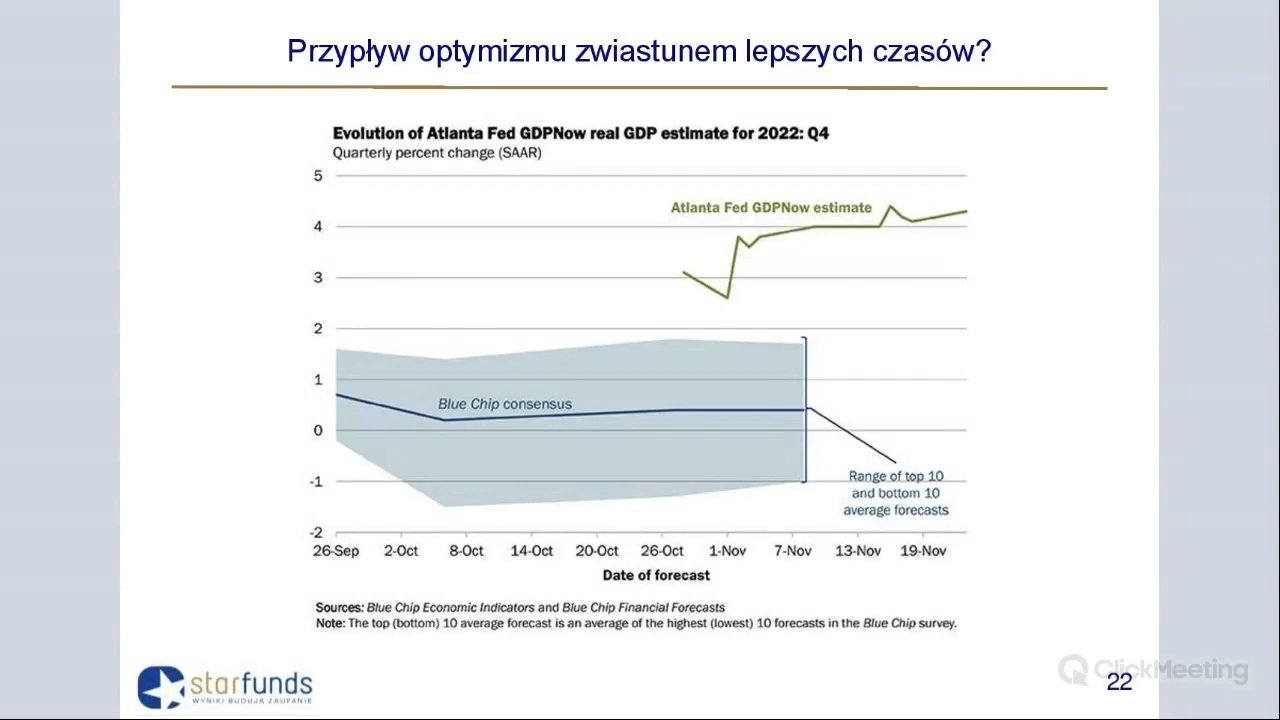 Przypływ optymizmu zwiastunem lepszych czasów?
Evolution of Atlanta Fed GDPNow real GDP estimate for 2022: Q4
Quarterly percent change (SAAR)
5
4
3
2
1
0
-1
-2
Atlanta Fed GDPNow estimate
Blue Chip consensus
Range of top 10
and bottom 10
average forecasts
26-Sep 2-Oct 8-Oct 14-Oct 20-Oct 26-Oct 1-Nov 7-Nov 13-Nov 19-Nov
Date of forecast
Sources: Blue Chip Economic Indicators and Blue Chip Financial Forecasts
Note: The top (bottom) 10 average forecast is an average of the highest (lowest) 10 forecasts in the Blue Chip survey.
starfunds
WYNIKI BUDUJĄ ZAUFANIE
ClickMeeting
22